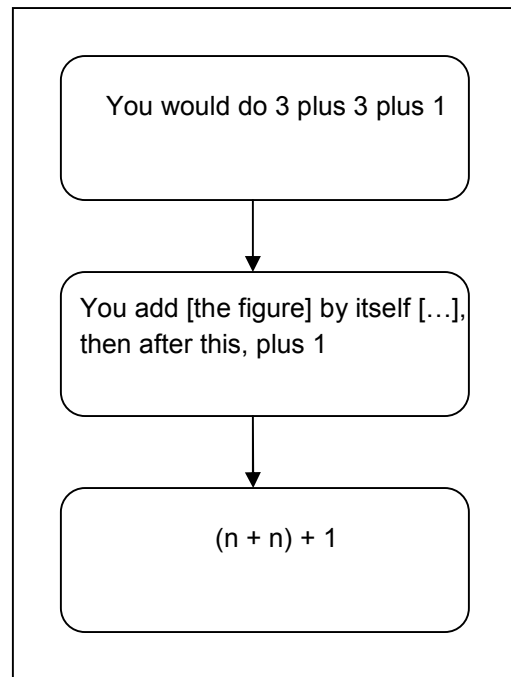 You would do 3 plus 3 plus 1
You add [the figure] by itself […],
then after this, plus 1
(n + n) + 1